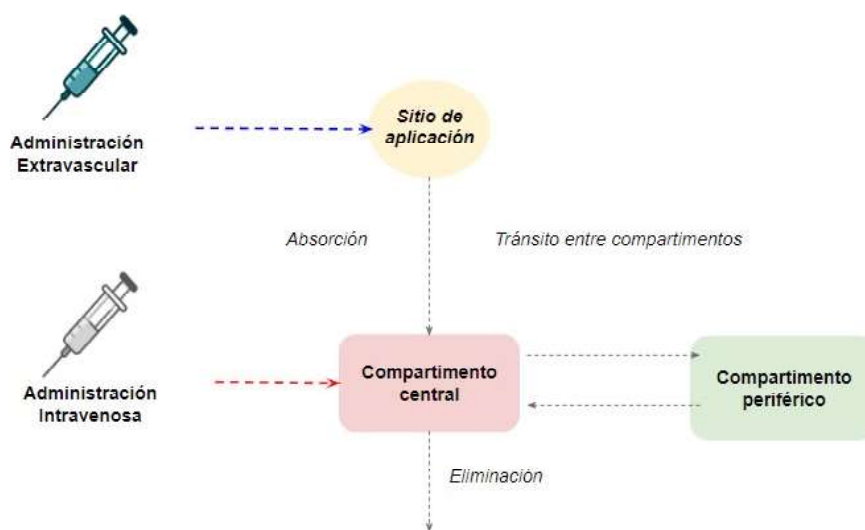 Administración
Extravascular
Sitio de
aplicación
Absorción
Tránsito entre compartimentos
Administración
Intravenosa
Compartimento
central
Compartimento
periférico
Eliminación